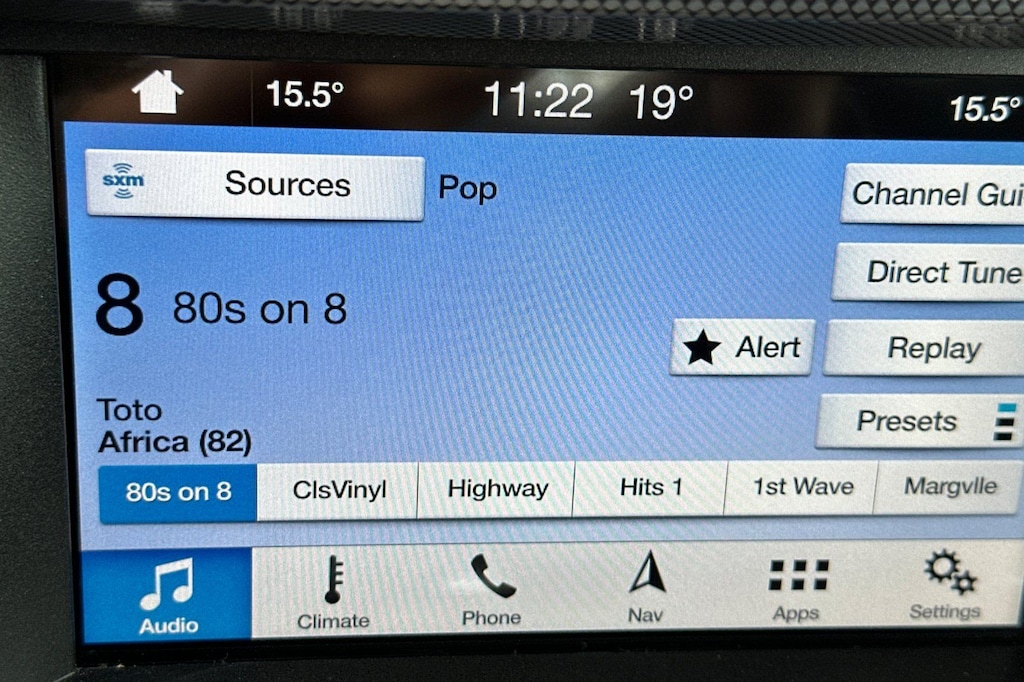 15.5° 11:22 19° 15.5°
sxm Sources Pop Channel Gui
Direct Tune
8 80s on 8
Alert Replay
Toto
Africa (82)
Presets
80s on 8 ClsVinyl Highway Hits 1 1st Wave Margvlle
Audio Climate Phone Nav Apps Settings